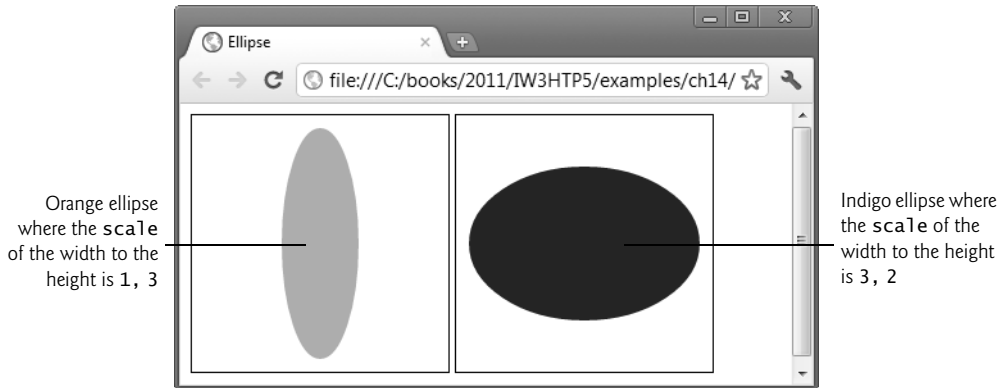 Ellipse
file:///C:/books/2011/IW3HTP5/examples/ch14/
Orange ellipse
where the scale
of the width to the
height is 1, 3
Indigo ellipse where
the scale of the
width to the height
is 3, 2